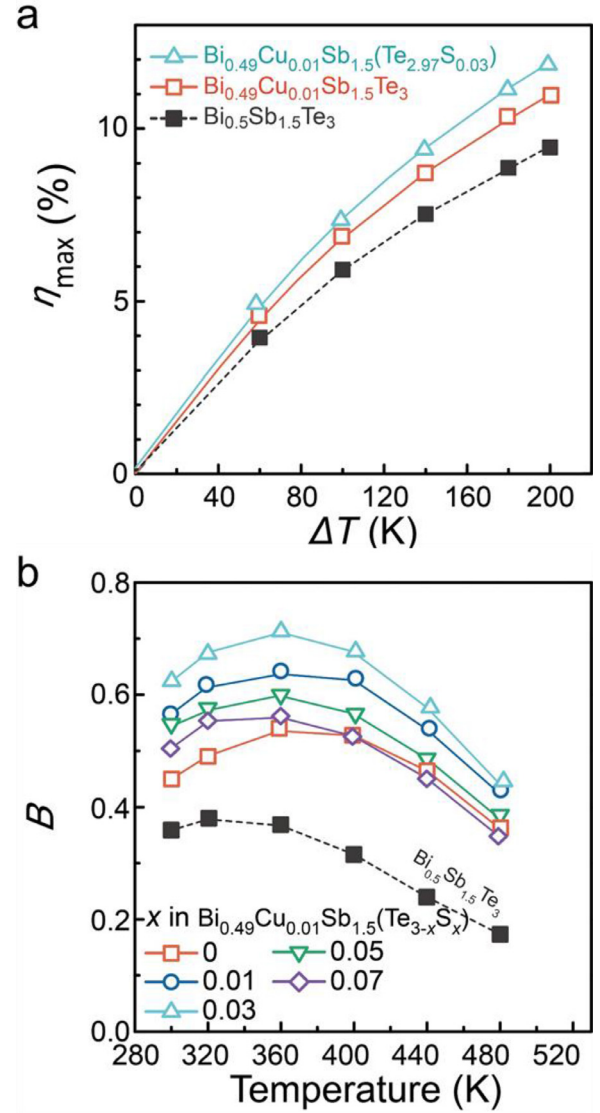 a
Bi0.49Cu0.01Sb1.5(Te2.97S0.03)
Bi0.49Cu0.01Sb1.5Te3
Bi0.5Sb1.5Te3
10
5
0
ηmax (%)
0 40 80 120 160 200
ΔT (K)
b
0.8
0.6
0.4
0.2
0.0
B
Bi0.5Sb1.5Te3
x in Bi0.49Cu0.01Sb1.5(Te3-xSx)
0 0.05
0.01 0.07
0.03
280 320 360 400 440 480 520
Temperature (K)